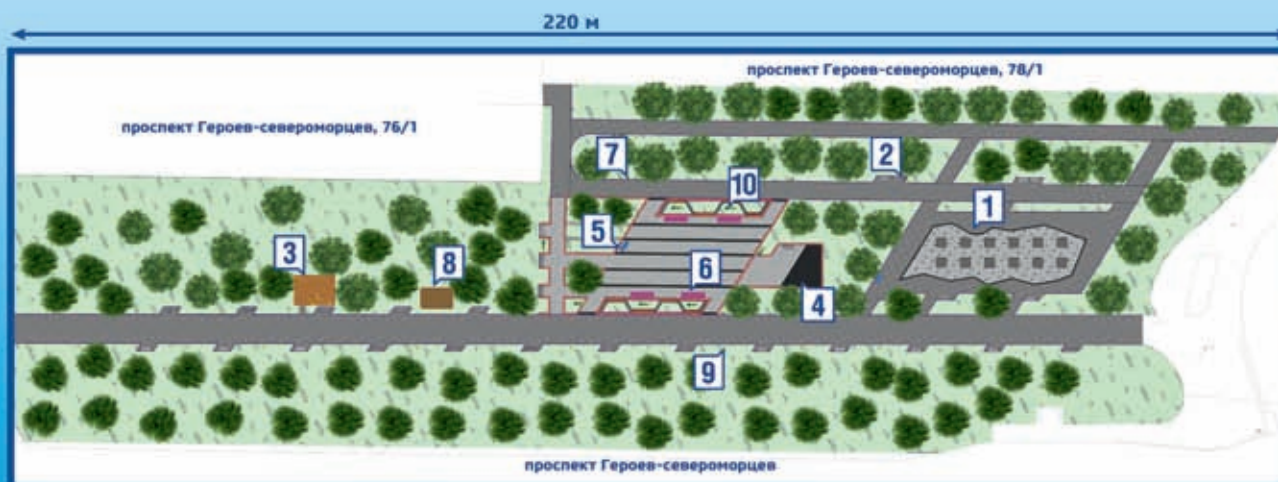 220 м
проспект Героев-североморцев, 78/1
проспект Героев-североморцев, 76/1
7
2
10
1
5
3
8
6
4
9
проспект Героев-североморцев